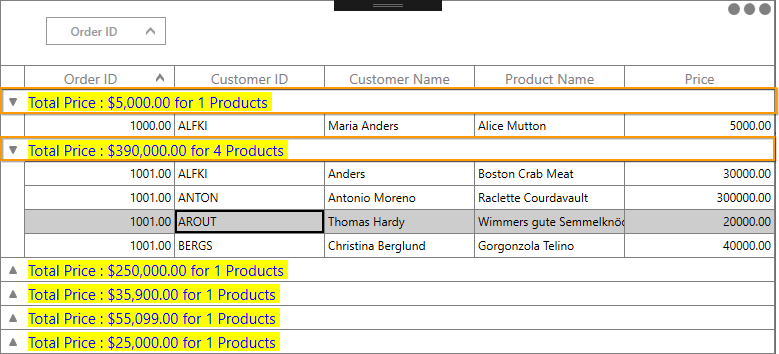 Order ID
Order ID Customer ID Customer Name Product Name Price
Total Price : $5,000.00 for 1 Products
1000.00 ALFKI Maria Anders Alice Mutton 5000.00
Total Price : $390,000.00 for 4 Products
1001.00 ALFKI Anders Boston Crab Meat 30000.00
1001.00 ANTON Antonio Moreno Raclette Courdavault 300000.00
1001.00 AROUT Thomas Hardy Wimmers gute Semmelknöd 20000.00
1001.00 BERGS Christina Berglund Gorgonzola Telino 40000.00
Total Price : $250,000.00 for 1 Products
Total Price : $35,900.00 for 1 Products
Total Price : $55,099.00 for 1 Products
Total Price : $25,000.00 for 1 Products